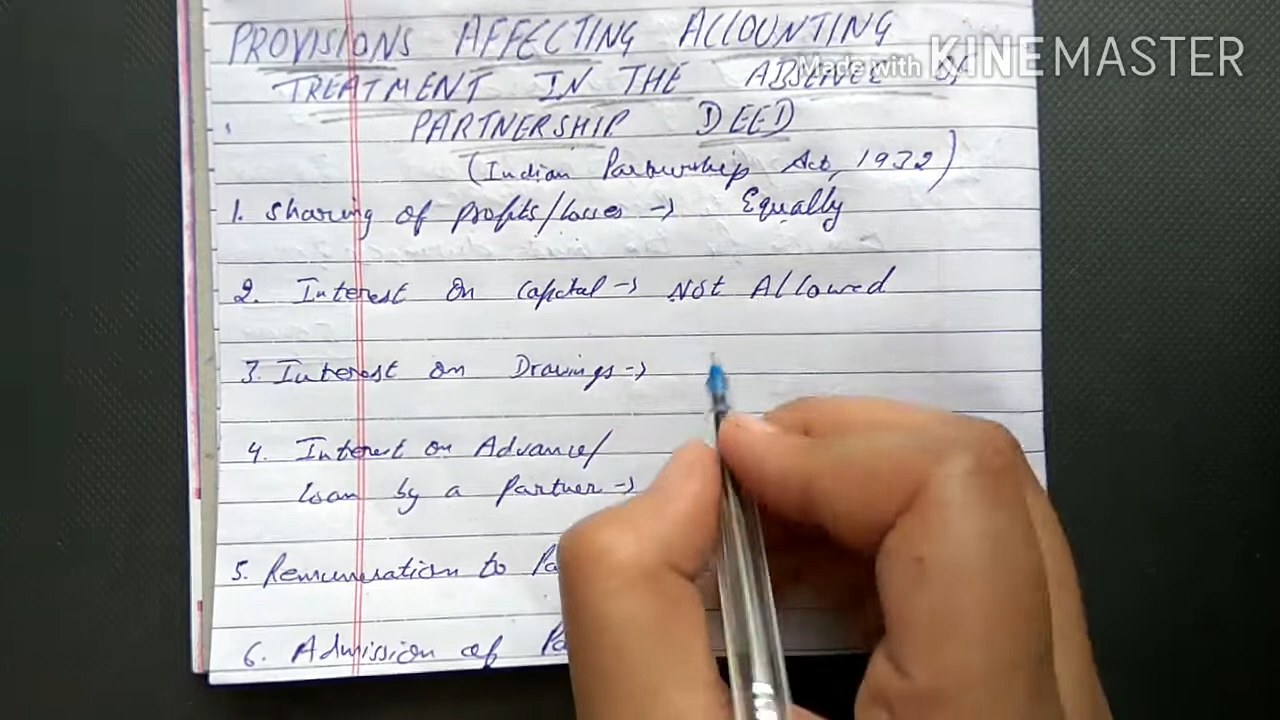 PROVISIONS AFFECTING ACCOUNTING
Made with KINEMASTER
TREATMENT IN THE ABSENCE OF
PARTNERSHIP DEED
(Indian Partnership Act, 1932)
1. Sharing of Profits/Losses → Equally
2. Interest on Capital → Not Allowed
3. Interest on Drawings →
4. Interest on Advance/
Loan by a Partner →
5. Remuneration to Pa
6. Admission of Pa